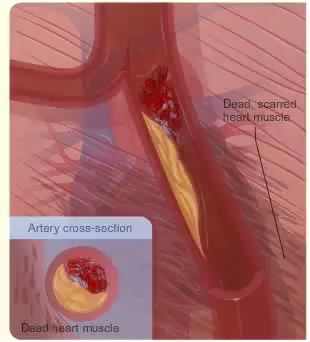 Dead, scarred
heart muscle
Artery cross-section
Dead heart muscle